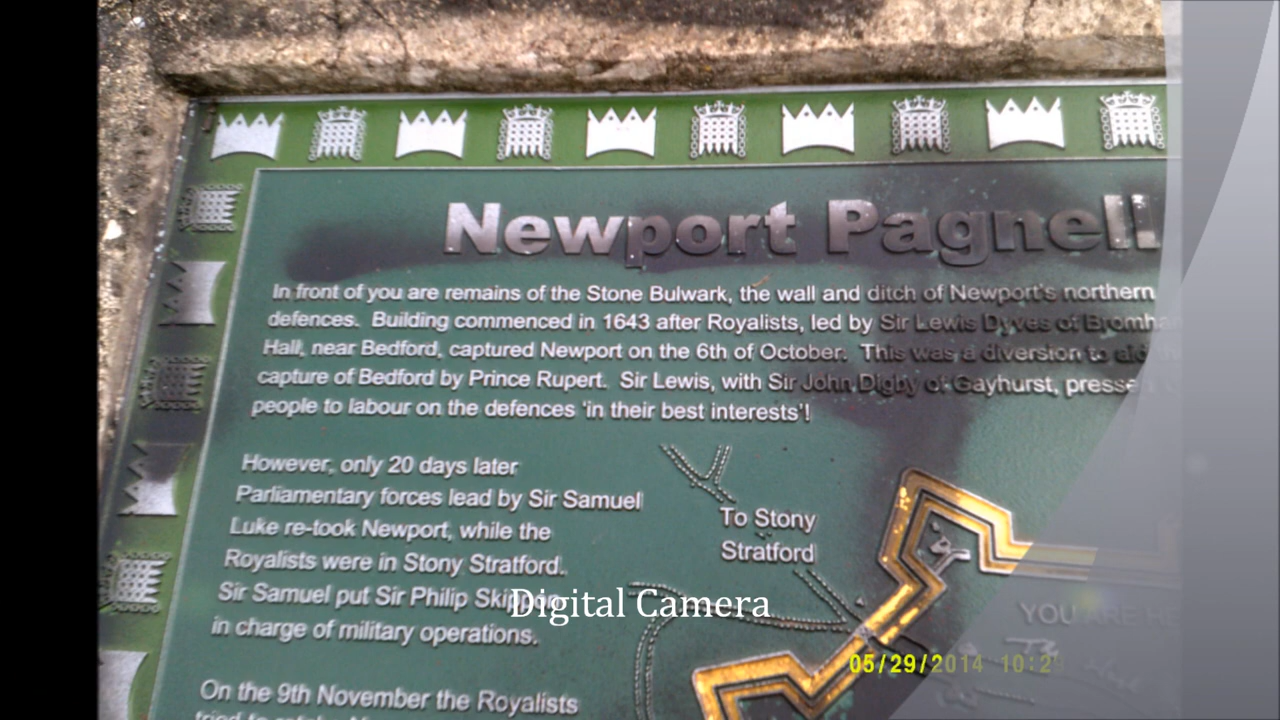 Newport Pagnell
In front of you are remains of the Stone Bulwark, the wall and ditch of Newport's northern
defences. Building commenced in 1643 after Royalists, led by Sir Lewis Dyves of
Hall, near Bedford, captured Newport on the 6th of October. This was a diversion to aid
capture of Bedford by Prince Rupert. Sir Lewis, with Sir John Digby of Gayhurst,
people to labour on the defences 'in their best interests'!
However, only 20 days later
Parliamentary forces lead by Sir Samuel
Luke re-took Newport, while the
Royalists were in Stony Stratford.
Sir Samuel put Sir Philip Skippon
in charge of military operations.
On the 9th November the Royalists
To Stony
Stratford
YOU ARE
Digital Camera
05/29/2014 10:2